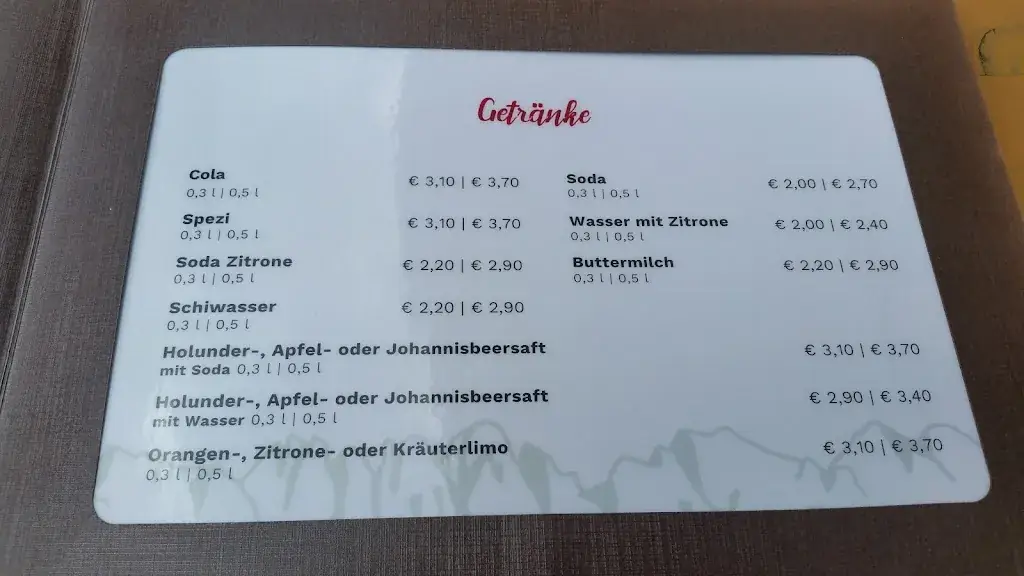 Getränke
Cola € 3,10 | € 3,70
0,3 l | 0,5 l
Spezi € 3,10 | € 3,70
0,3 l | 0,5 l
Soda Zitrone € 2,20 | € 2,90
0,3 l | 0,5 l
Schiwasser € 2,20 | € 2,90
0,3 l | 0,5 l
Soda € 2,00 | € 2,70
0,3 l | 0,5 l
Wasser mit Zitrone € 2,00 | € 2,40
0,3 l | 0,5 l
Buttermilch € 2,20 | € 2,90
0,3 l | 0,5 l
Holunder-, Apfel- oder Johannisbeersaft € 3,10 | € 3,70
mit Soda 0,3 l | 0,5 l
Holunder-, Apfel- oder Johannisbeersaft € 2,90 | € 3,40
mit Wasser 0,3 l | 0,5 l
Orangen-, Zitrone- oder Kräuterlimo € 3,10 | € 3,70
0,3 l | 0,5 l